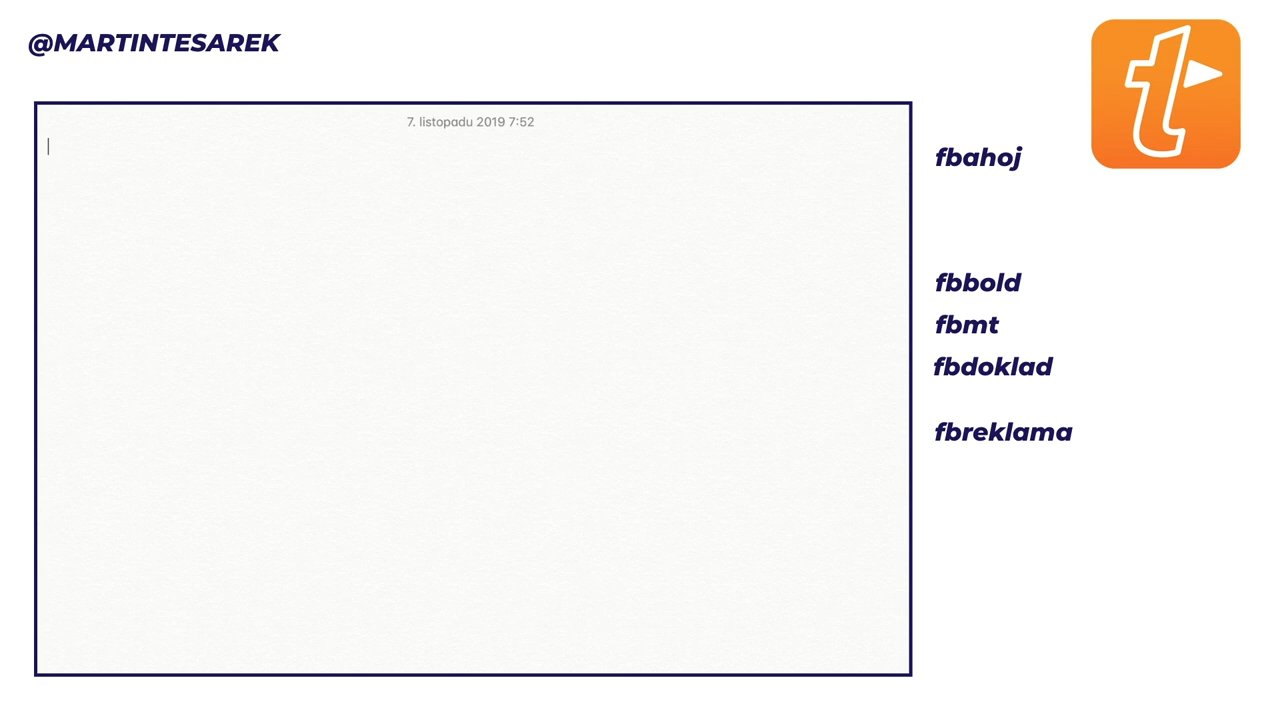 @MARTINTESAREK
7. listopadu 2019 7:52
t
fbahoj
fbbold
fbmt
fbdoklad
fbreklama